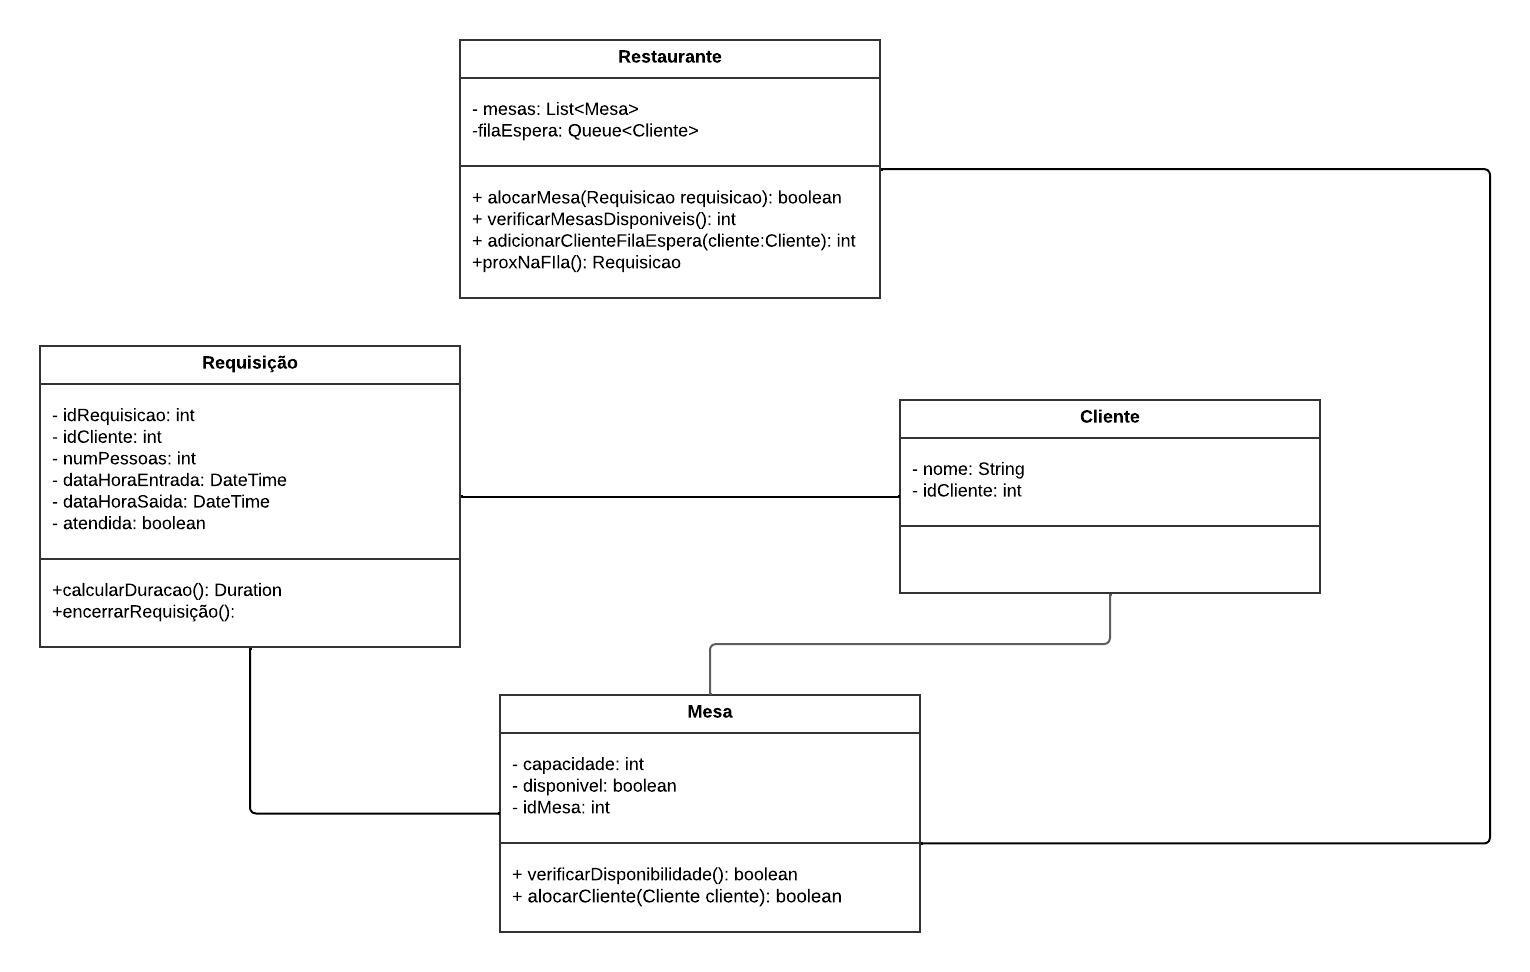 Restaurante
- mesas: List<Mesa>
-filaEspera: Queue<Cliente>
+ alocarMesa(Requisicao requisicao): boolean
+ verificarMesasDisponiveis(): int
+ adicionarClienteFilaEspera(cliente:Cliente): int
+proxNaFIla(): Requisicao
Requisição
- idRequisicao: int
- idCliente: int
- numPessoas: int
- dataHoraEntrada: DateTime
- dataHoraSaida: DateTime
- atendida: boolean
+calcularDuracao(): Duration
+encerrarRequisição():
Cliente
- nome: String
- idCliente: int
Mesa
- capacidade: int
- disponivel: boolean
- idMesa: int
+ verificarDisponibilidade(): boolean
+ alocarCliente(Cliente cliente): boolean